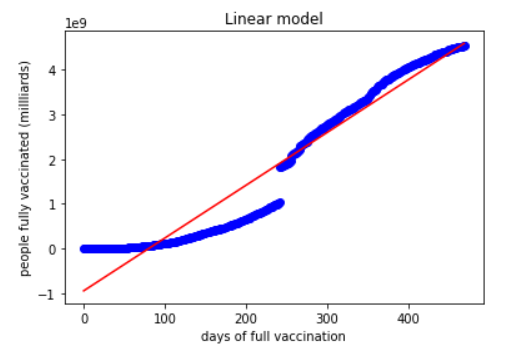 Linear model
1e9
4
3
2
1
0
−1
people fully vaccinated (millliards)
0 100 200 300 400
days of full vaccination